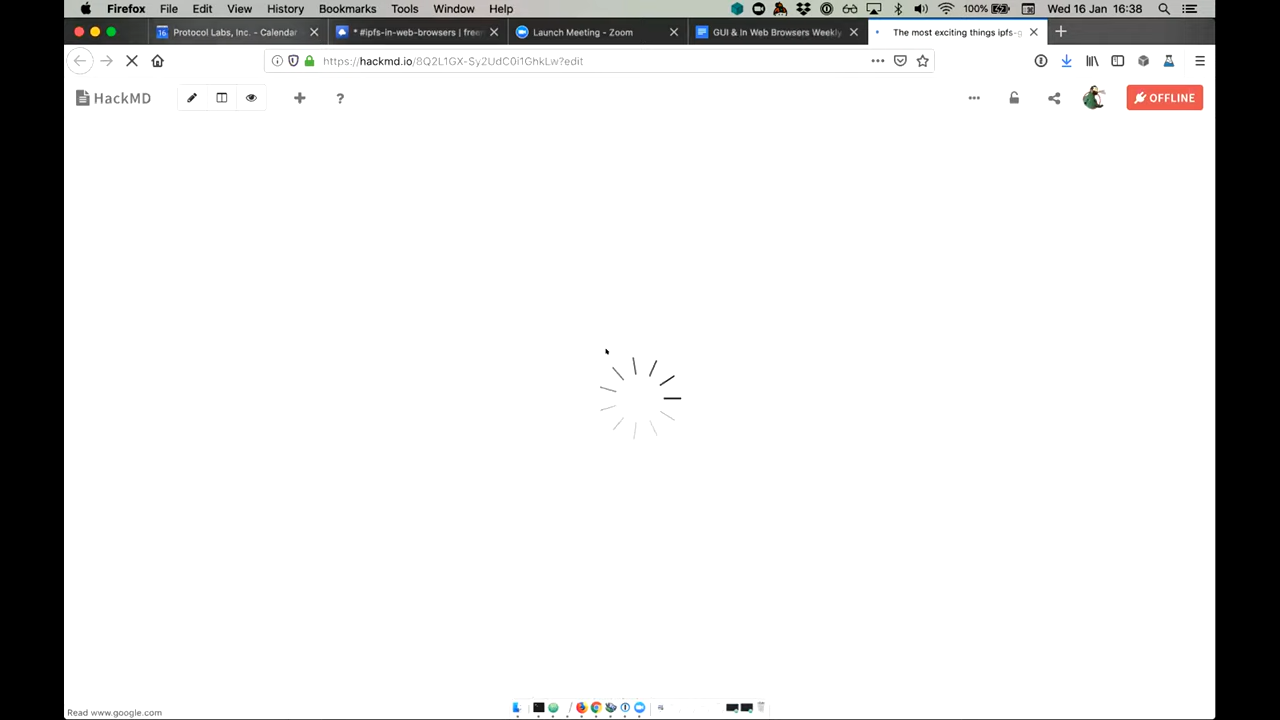 Firefox File Edit View History Bookmarks Tools Window Help 100% Wed 16 Jan 16:38
16 Protocol Labs, Inc. - Calendar * #ipfs-in-web-browsers | free Launch Meeting - Zoom GUI & In Web Browsers Weekly The most exciting things ipfs-g
https://hackmd.io/8Q2L1GX-Sy2UdC0i1GhkLw?edit
HackMD ? OFFLINE
Read www.google.com